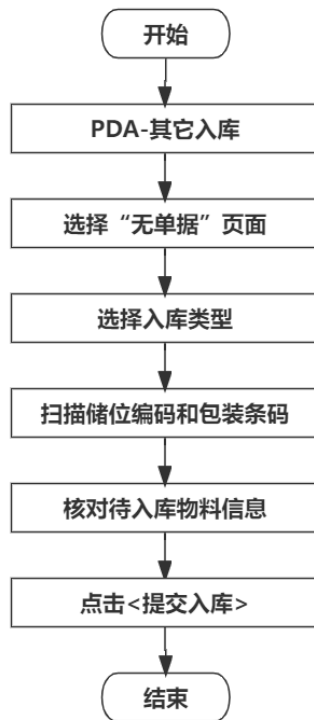 开始
PDA-其它入库
选择“无单据”页面
选择入库类型
扫描储位编码和包装条码
核对待入库物料信息
点击<提交入库>
结束